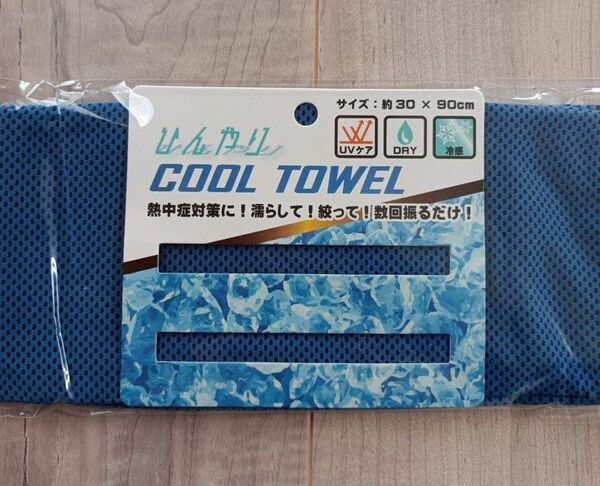 サイズ：約30×90cm
ひんやり
UVケア
DRY
冷感
COOL TOWEL
熱中症対策に！濡らして！絞って！数回振るだけ！